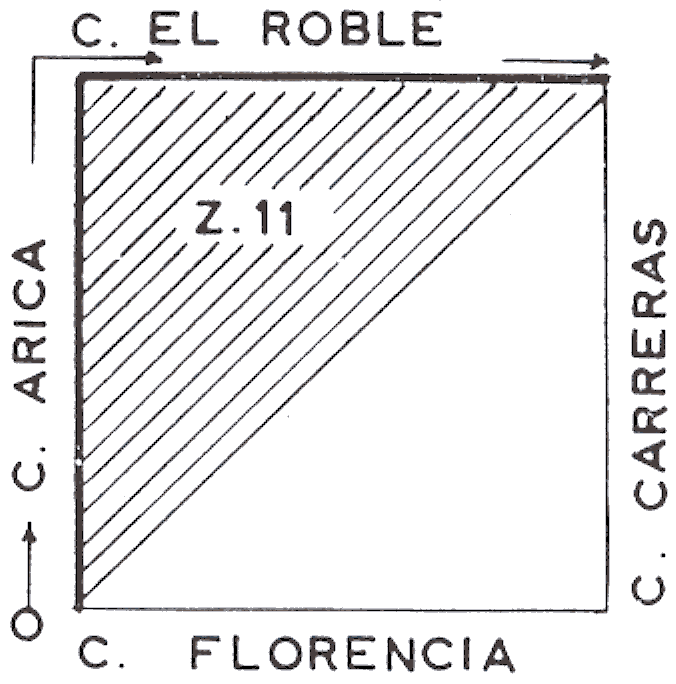 C. EL ROBLE
Z.11
C. ARICA
C. CARRERAS
C. FLORENCIA